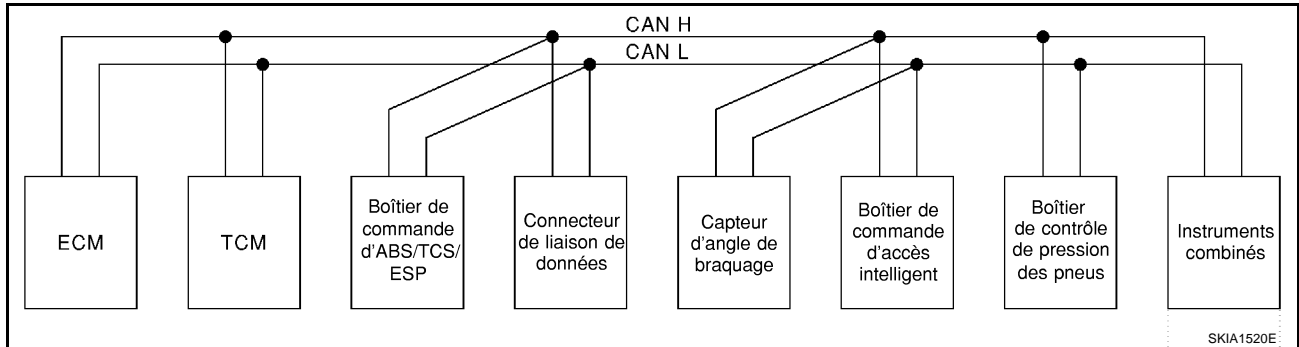 CAN H
CAN L
ECM
TCM
Boîtier de
commande
d'ABS/TCS/
ESP
Connecteur
de liaison de
données
Capteur
d'angle de
braquage
Boîtier de
commande
d'accès
intelligent
Boîtier
de contrôle
de pression
des pneus
Instruments
combinés
SKIA1520E